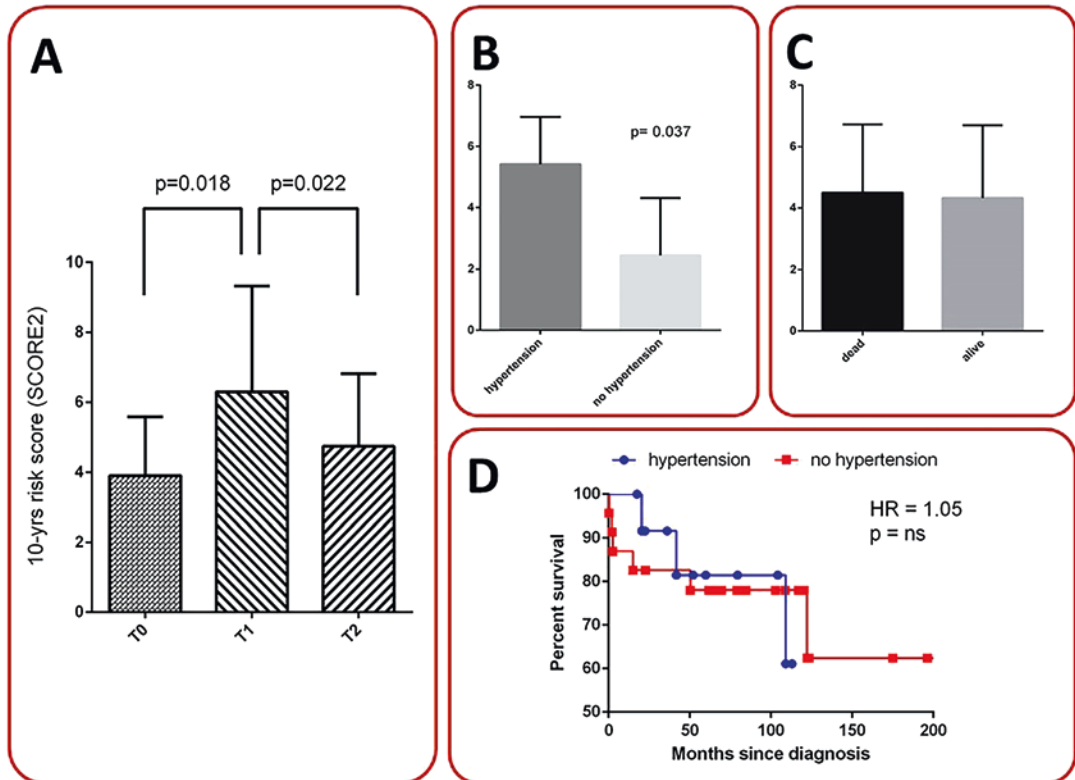 A
p=0.018
p=0.022
10-yrs risk score (SCORE2)
10
8
6
4
2
0
T0
T1
T2
B
8
6
4
2
0
p= 0.037
hypertension
no hypertension
C
8
6
4
2
0
dead
alive
D
hypertension
no hypertension
HR = 1.05
p = ns
Percent survival
100
90
80
70
60
50
0
50
100
150
200
Months since diagnosis